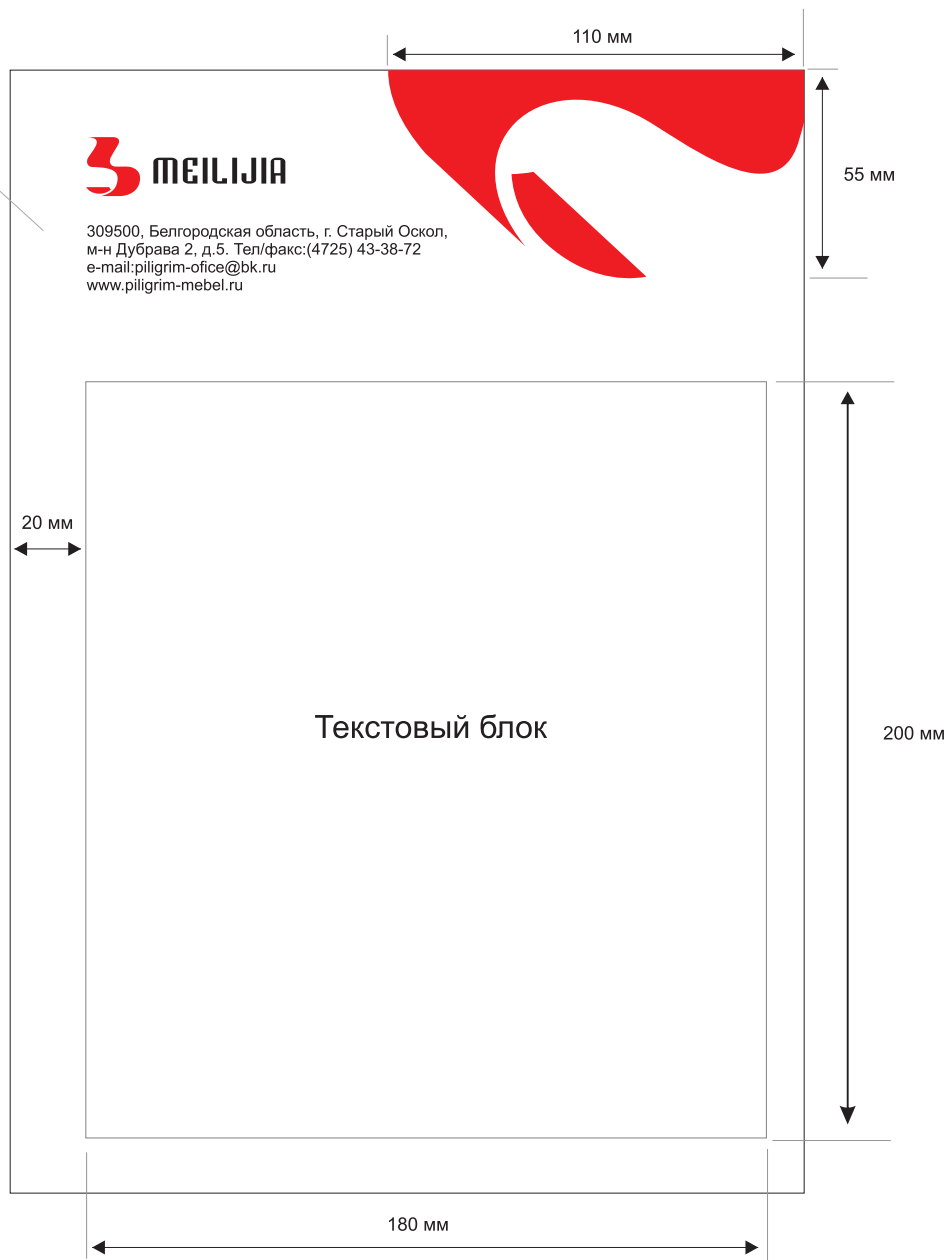 110 мм
55 мм
MEILIJIA
309500, Белгородская область, г. Старый Оскол,
м-н Дубрава 2, д.5. Тел/факс:(4725) 43-38-72
e-mail:piligrim-ofice@bk.ru
www.piligrim-mebel.ru
20 мм
Текстовый блок
200 мм
180 мм